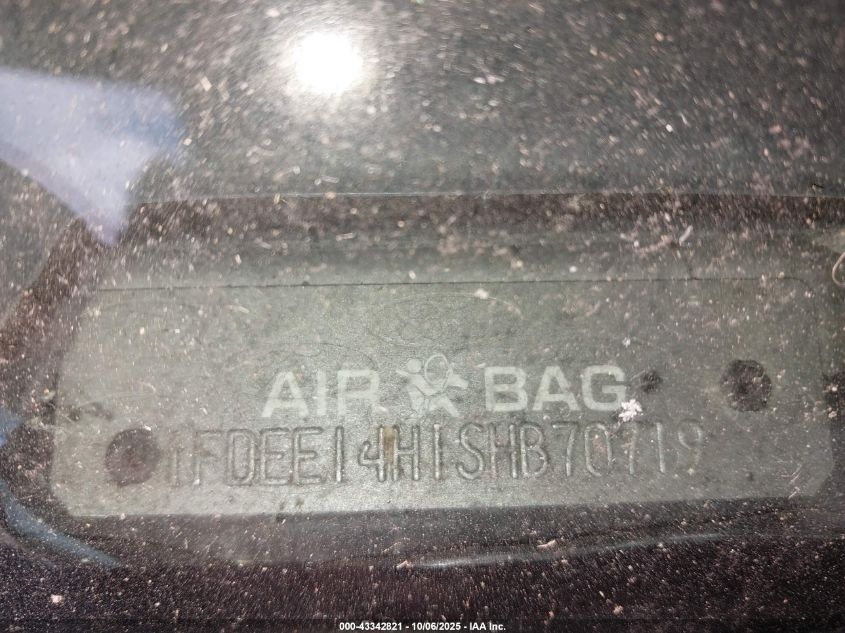 AIR BAG
1FDEE14H1SHB70719
000-43342821 - 10/06/2025 - IAA Inc.